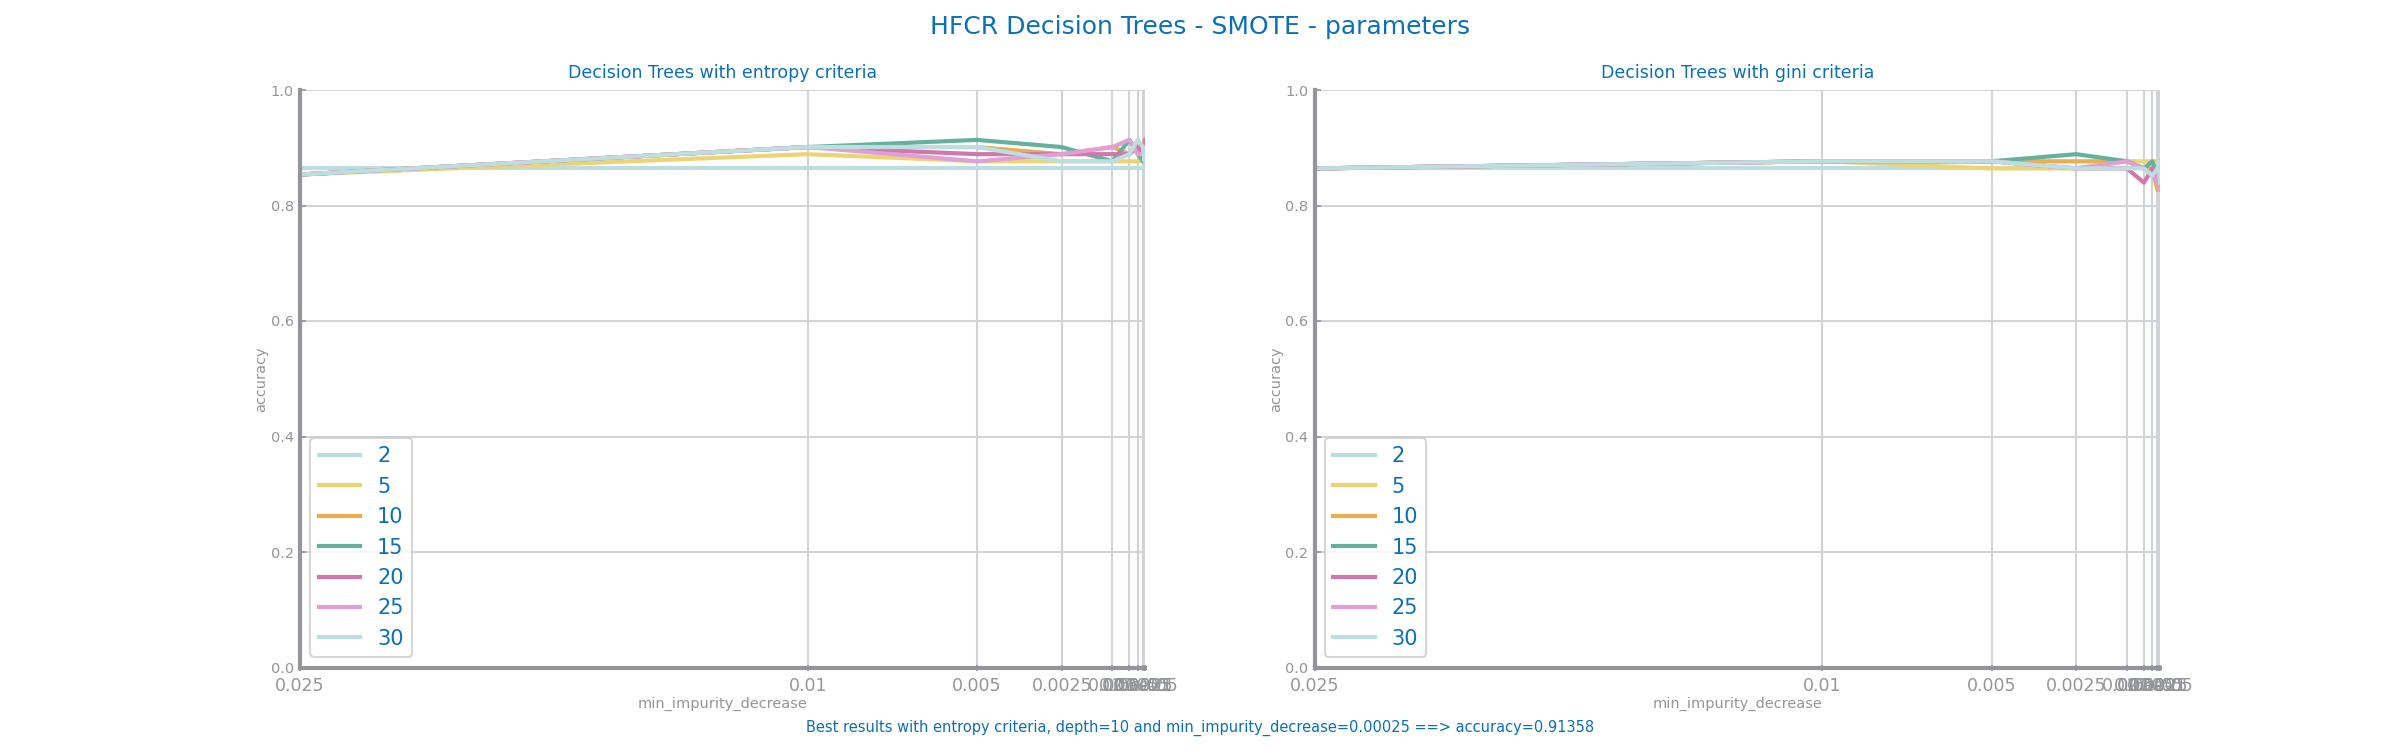 HFCR Decision Trees - SMOTE - parameters
Decision Trees with entropy criteria
1.0
0.8
0.6
0.4
0.2
0.0
accuracy
2
5
10
15
20
25
30
0.025 0.01 0.005 0.0025
min_impurity_decrease
Decision Trees with gini criteria
1.0
0.8
0.6
0.4
0.2
0.0
accuracy
2
5
10
15
20
25
30
0.025 0.01 0.005 0.0025
min_impurity_decrease
Best results with entropy criteria, depth=10 and min_impurity_decrease=0.00025 ==> accuracy=0.91358